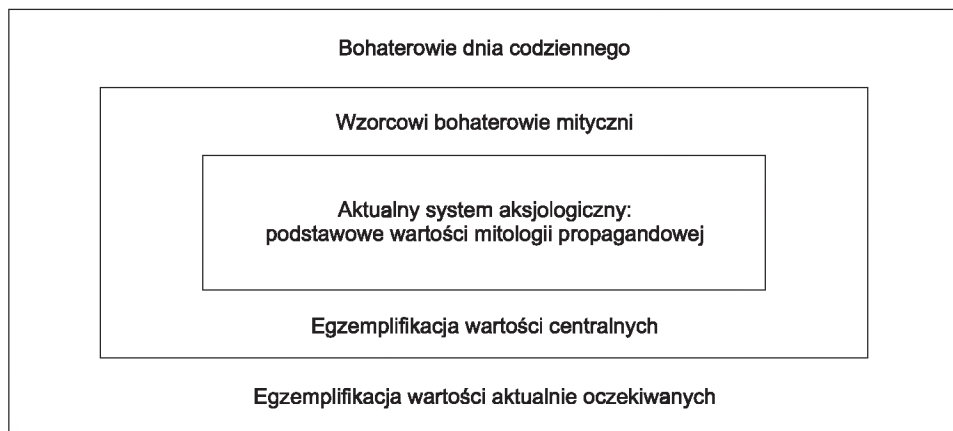 Bohaterowie dnia codziennego
Wzorcowi bohaterowie mityczni
Aktualny system aksjologiczny:
podstawowe wartości mitologii propagandowej
Egzemplifikacja wartości centralnych
Egzemplifikacja wartości aktualnie oczekiwanych